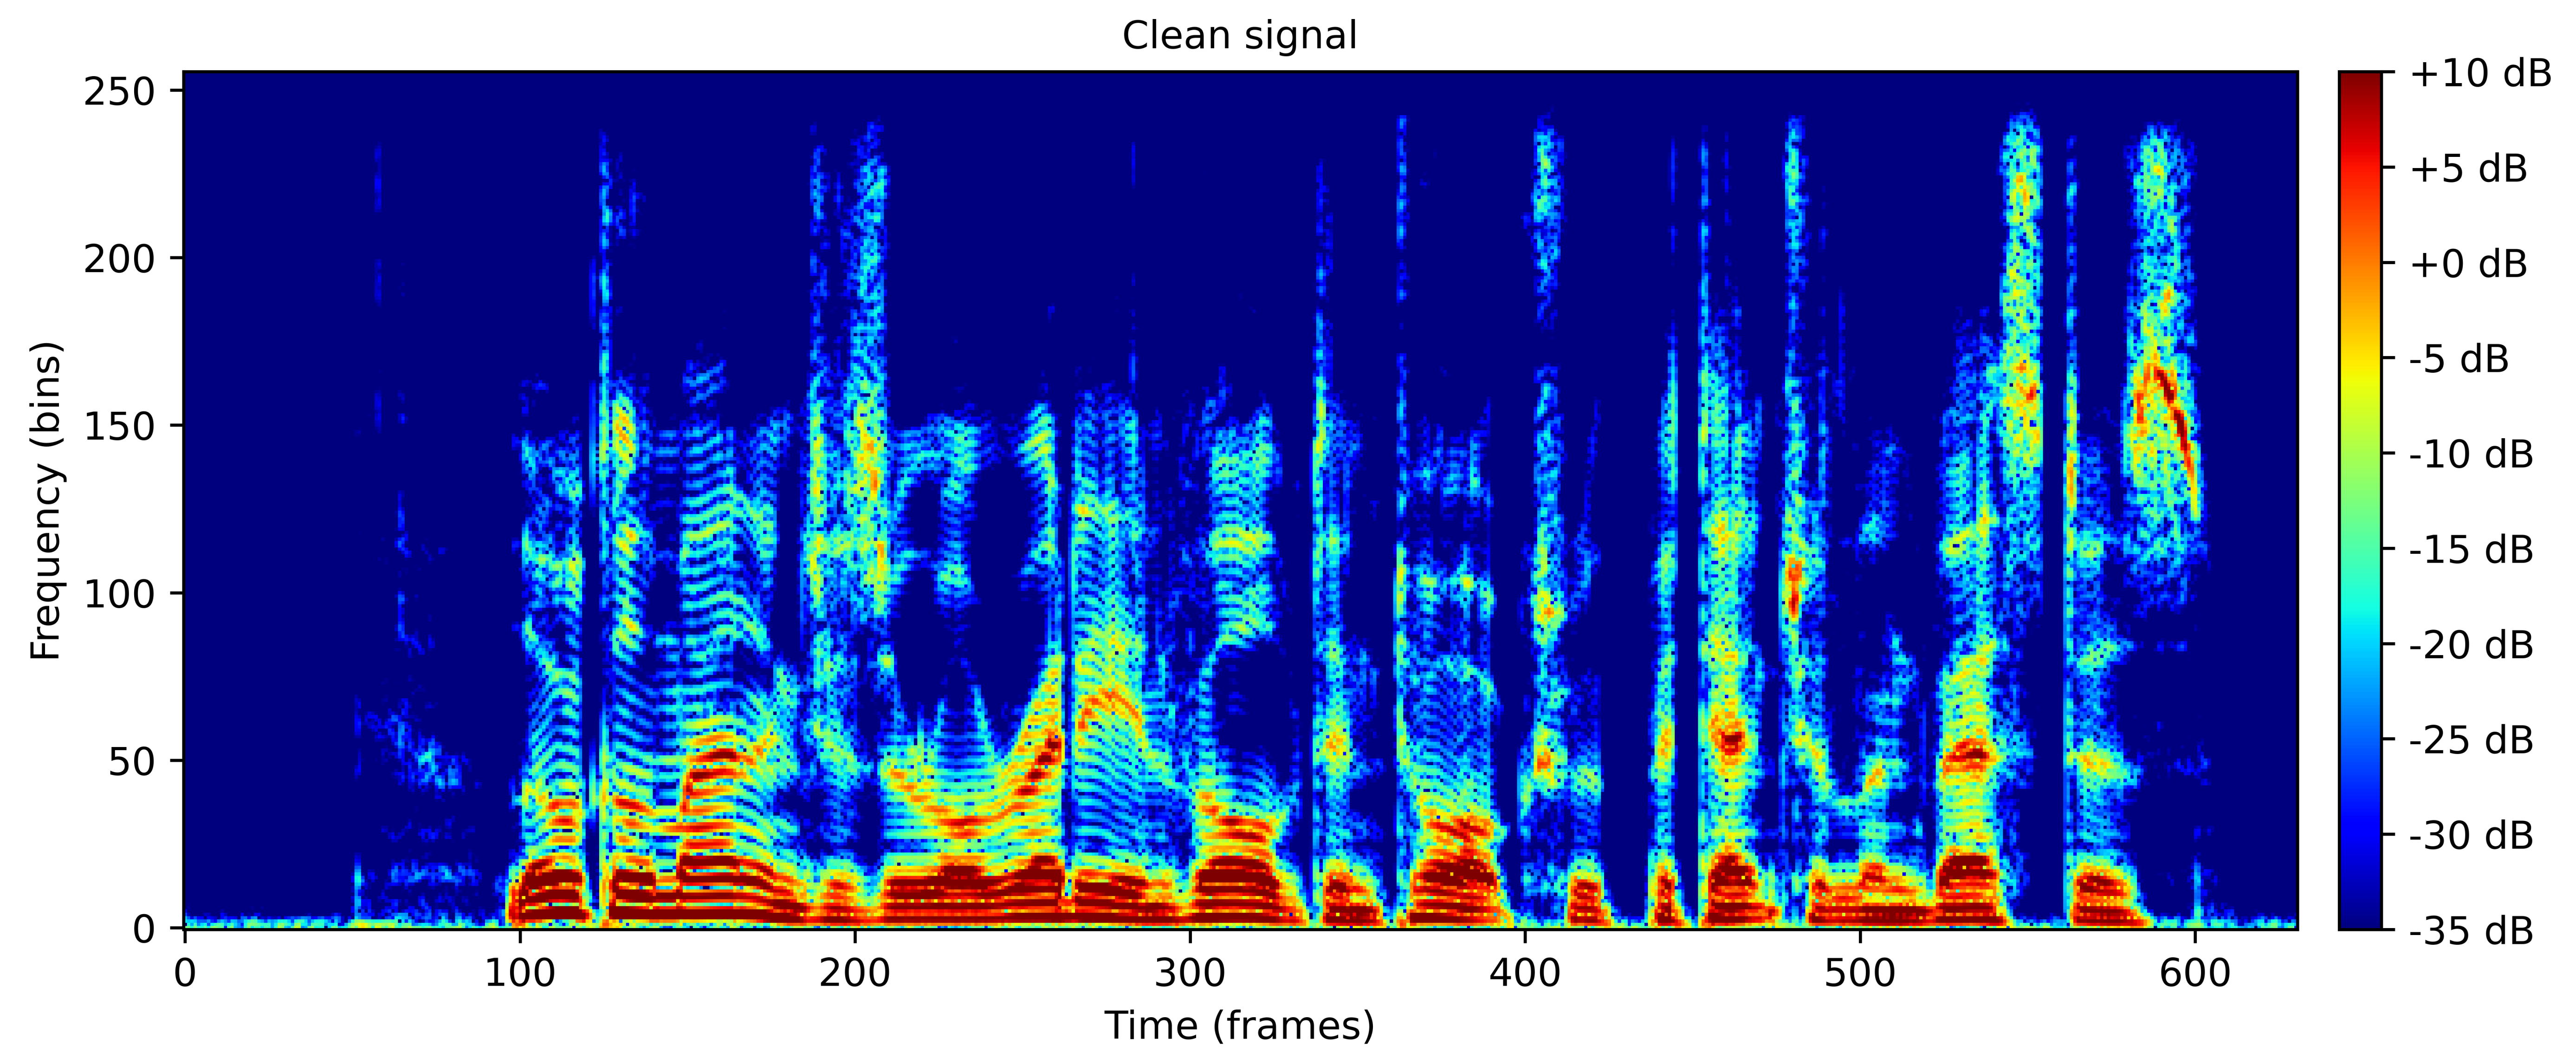 Clean signal
Frequency (bins)
250
200
150
100
50
0
0 100 200 300 400 500 600
Time (frames)
+10 dB
+5 dB
+0 dB
-5 dB
-10 dB
-15 dB
-20 dB
-25 dB
-30 dB
-35 dB